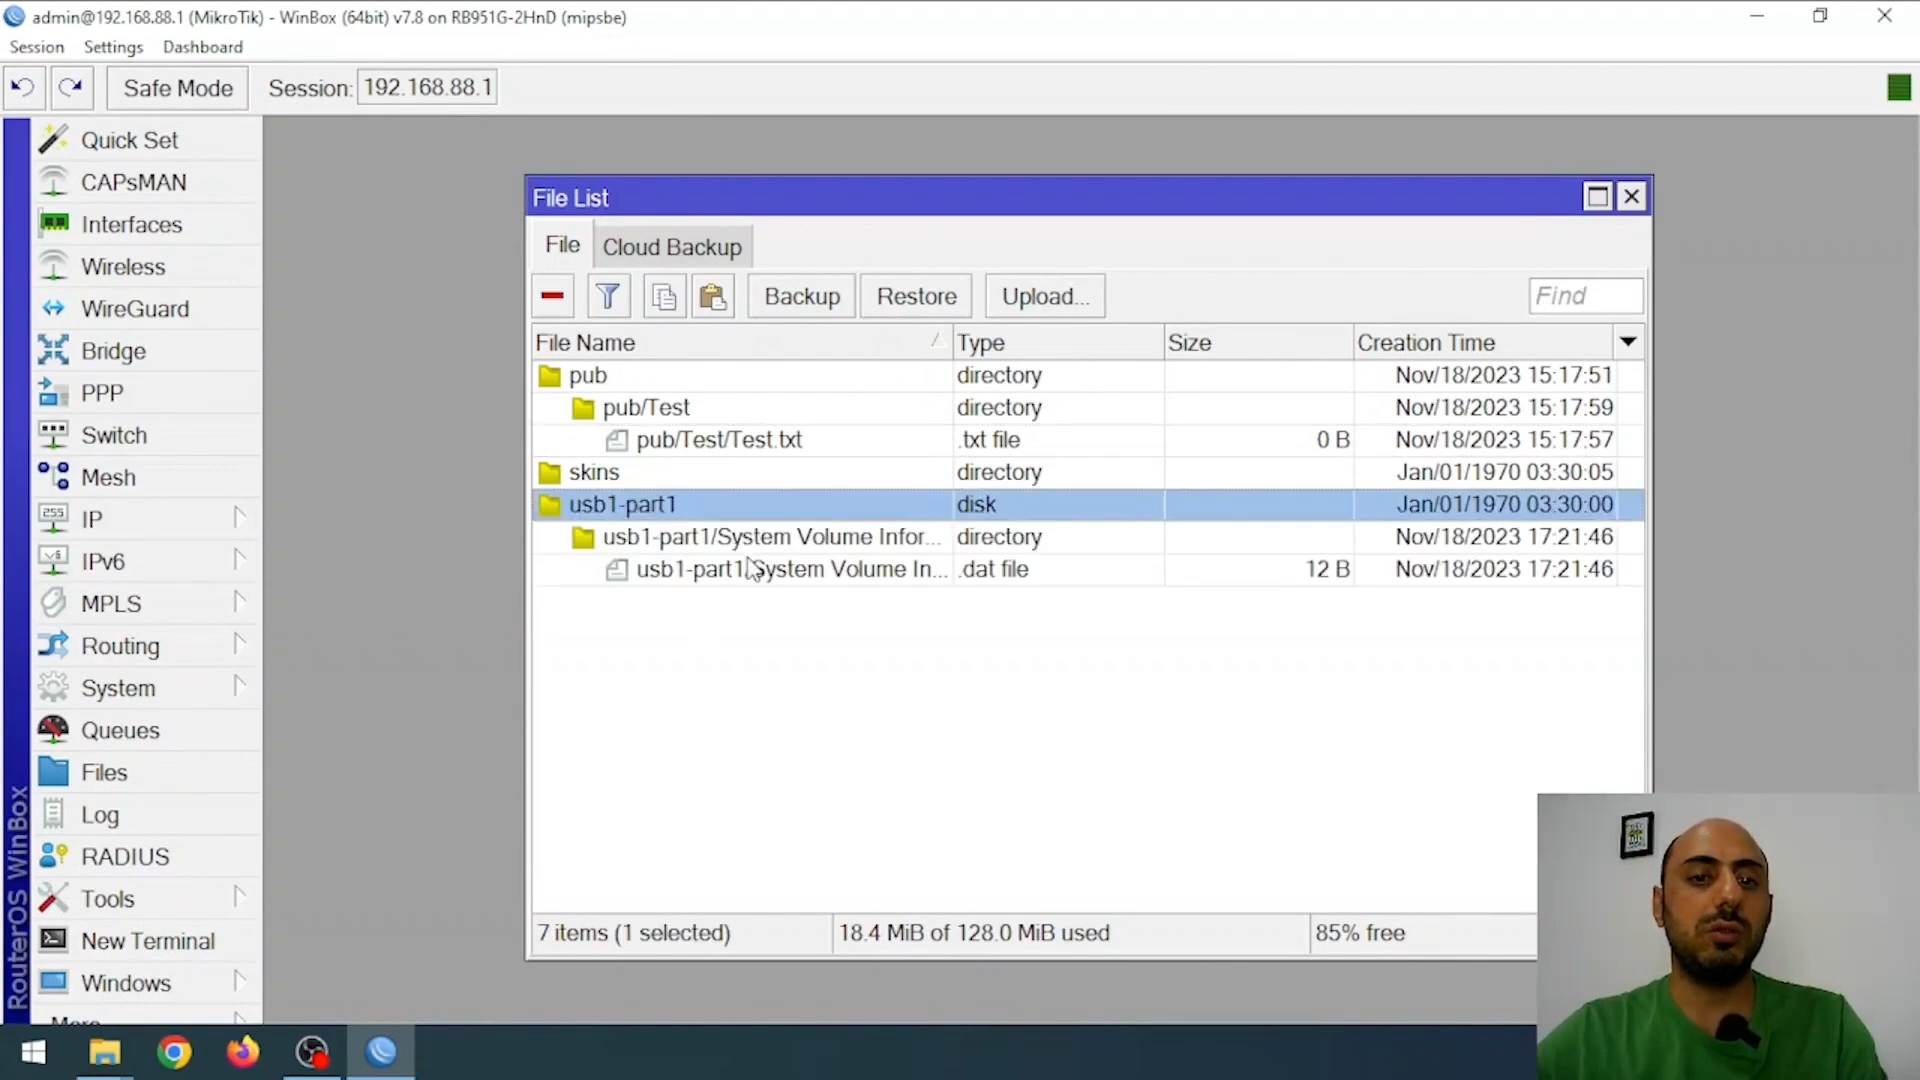 admin@192.168.88.1 (MikroTik) - WinBox (64bit) v7.8 on RB951G-2HnD (mipsbe)
Session Settings Dashboard
Safe Mode Session: 192.168.88.1
Quick Set
CAPsMAN
Interfaces
Wireless
WireGuard
Bridge
PPP
Switch
Mesh
IP
IPv6
MPLS
Routing
System
Queues
Files
Log
RADIUS
Tools
New Terminal
Windows
More
RouterOS WinBox
File List
File Cloud Backup
Backup Restore Upload... Find
File Name Type Size Creation Time
pub directory Nov/18/2023 15:17:51
pub/Test directory Nov/18/2023 15:17:59
pub/Test/Test.txt .txt file 0 B Nov/18/2023 15:17:57
skins directory Jan/01/1970 03:30:05
usb1-part1 disk Jan/01/1970 03:30:00
usb1-part1/System Volume Infor... directory Nov/18/2023 17:21:46
usb1-part1/System Volume In... .dat file 12 B Nov/18/2023 17:21:46
7 items (1 selected) 18.4 MiB of 128.0 MiB used 85% free